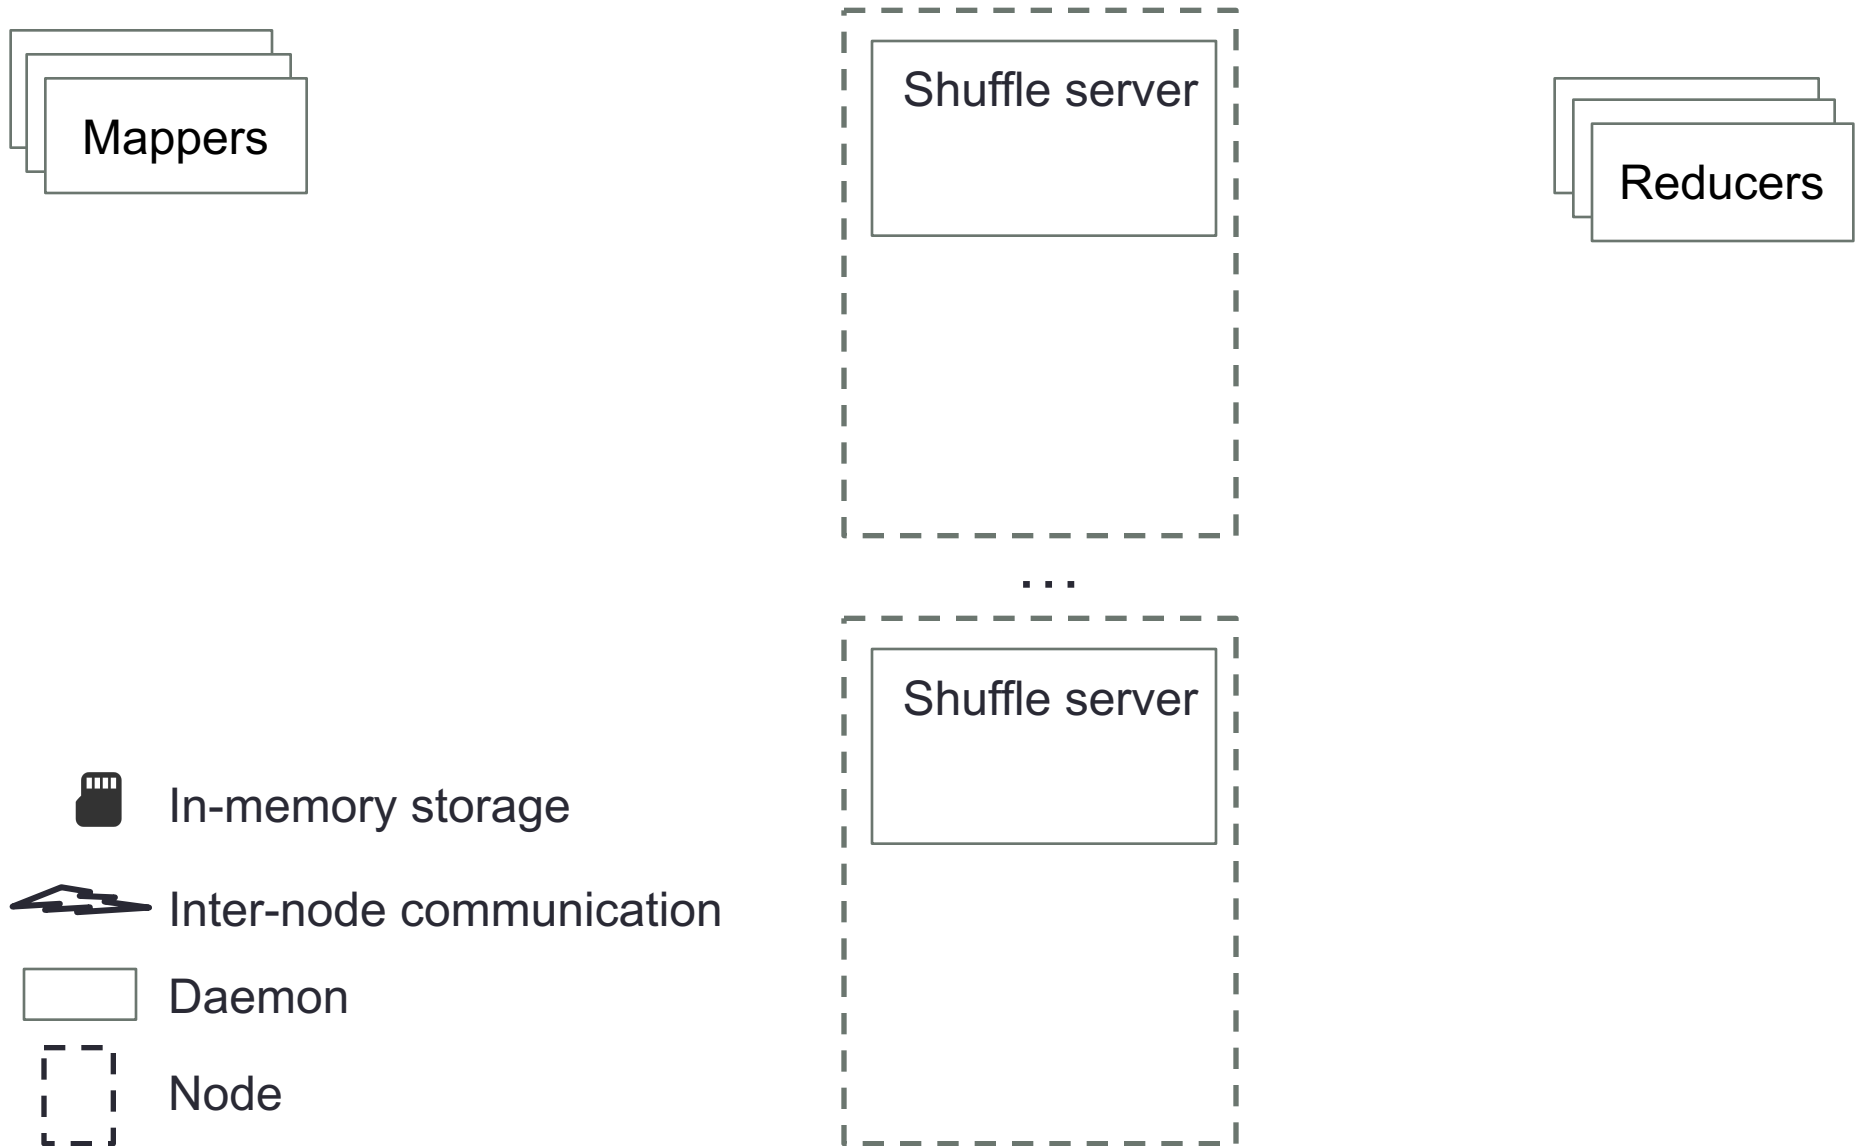 Mappers
Shuffle server
Reducers
...
Shuffle server
In-memory storage
Inter-node communication
Daemon
Node